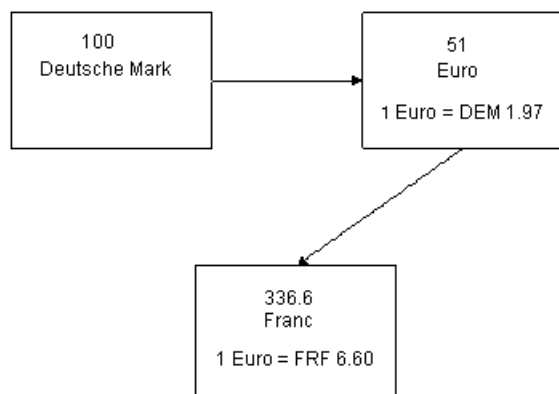 100
Deutsche Mark
51
Euro
1 Euro = DEM 1.97
336.6
Franc
1 Euro = FRF 6.60